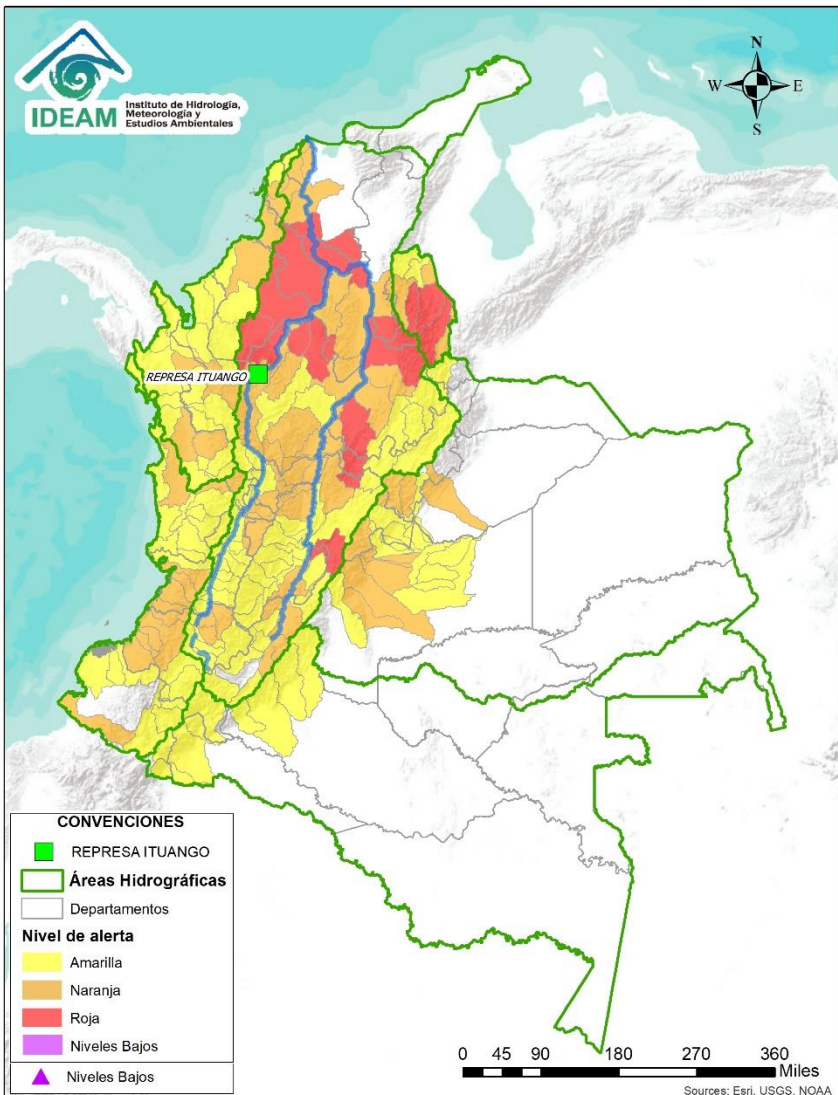 IDEAM
Instituto de Hidrología,
Meteorología y
Estudios Ambientales
N
W E
S
REPRESA ITUANGO
CONVENCIONES
REPRESA ITUANGO
Áreas Hidrográficas
Departamentos
Nivel de alerta
Amarilla
Naranja
Roja
Niveles Bajos
Niveles Bajos
0 45 90 180 270 360
Miles
Sources: Esri, USGS, NOAA